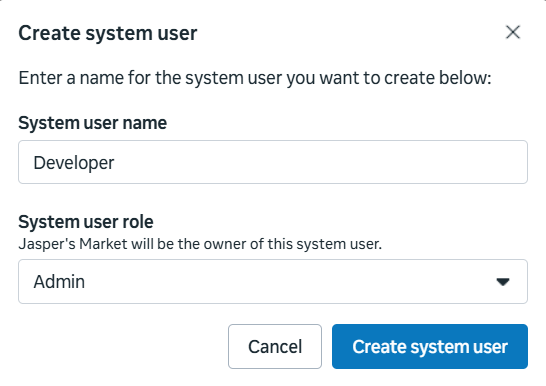 Create system user
Enter a name for the system user you want to create below:
System user name
Developer
System user role
Jasper's Market will be the owner of this system user.
Admin
Cancel
Create system user